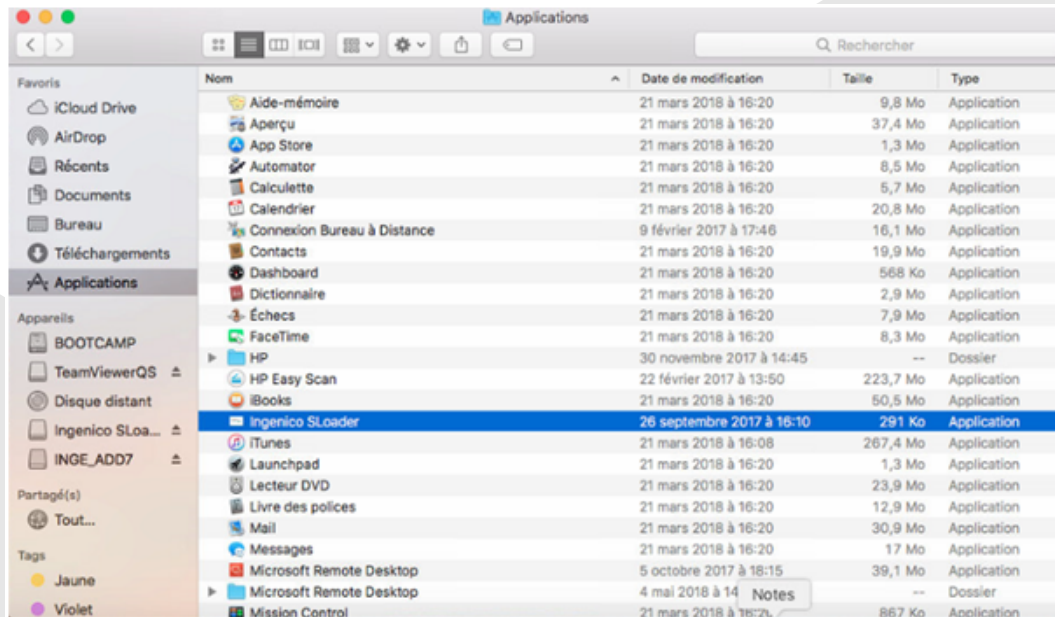 Applications
Rechercher
Favoris
iCloud Drive
AirDrop
Récents
Documents
Bureau
Téléchargements
Applications
Appareils
BOOTCAMP
TeamViewerQS
Disque distant
Ingenico SLoa...
INGE_ADD7
Partagé(s)
Tout...
Tags
Jaune
Violet
Nom Date de modification Taille Type
Aide-mémoire 21 mars 2018 à 16:20 9,8 Mo Application
Aperçu 21 mars 2018 à 16:20 37,4 Mo Application
App Store 21 mars 2018 à 16:20 1,3 Mo Application
Automator 21 mars 2018 à 16:20 8,5 Mo Application
Calculette 21 mars 2018 à 16:20 5,7 Mo Application
Calendrier 21 mars 2018 à 16:20 20,8 Mo Application
Connexion Bureau à Distance 9 février 2017 à 17:46 16,1 Mo Application
Contacts 21 mars 2018 à 16:20 19,9 Mo Application
Dashboard 21 mars 2018 à 16:20 568 Ko Application
Dictionnaire 21 mars 2018 à 16:20 2,9 Mo Application
Échecs 21 mars 2018 à 16:20 7,9 Mo Application
FaceTime 21 mars 2018 à 16:20 8,3 Mo Application
HP 30 novembre 2017 à 14:45 -- Dossier
HP Easy Scan 22 février 2017 à 13:50 223,7 Mo Application
iBooks 21 mars 2018 à 16:20 50,5 Mo Application
Ingenico SLoader 26 septembre 2017 à 16:10 291 Ko Application
iTunes 21 mars 2018 à 16:08 267,4 Mo Application
Launchpad 21 mars 2018 à 16:20 1,3 Mo Application
Lecteur DVD 21 mars 2018 à 16:20 23,9 Mo Application
Livre des polices 21 mars 2018 à 16:20 12,9 Mo Application
Mail 21 mars 2018 à 16:20 30,9 Mo Application
Messages 21 mars 2018 à 16:20 17 Mo Application
Microsoft Remote Desktop 5 octobre 2017 à 18:15 39,1 Mo Application
Microsoft Remote Desktop 4 mai 2018 à 14 -- Dossier
Notes
Mission Control 21 mars 2018 à 16:20 867 Ko Application